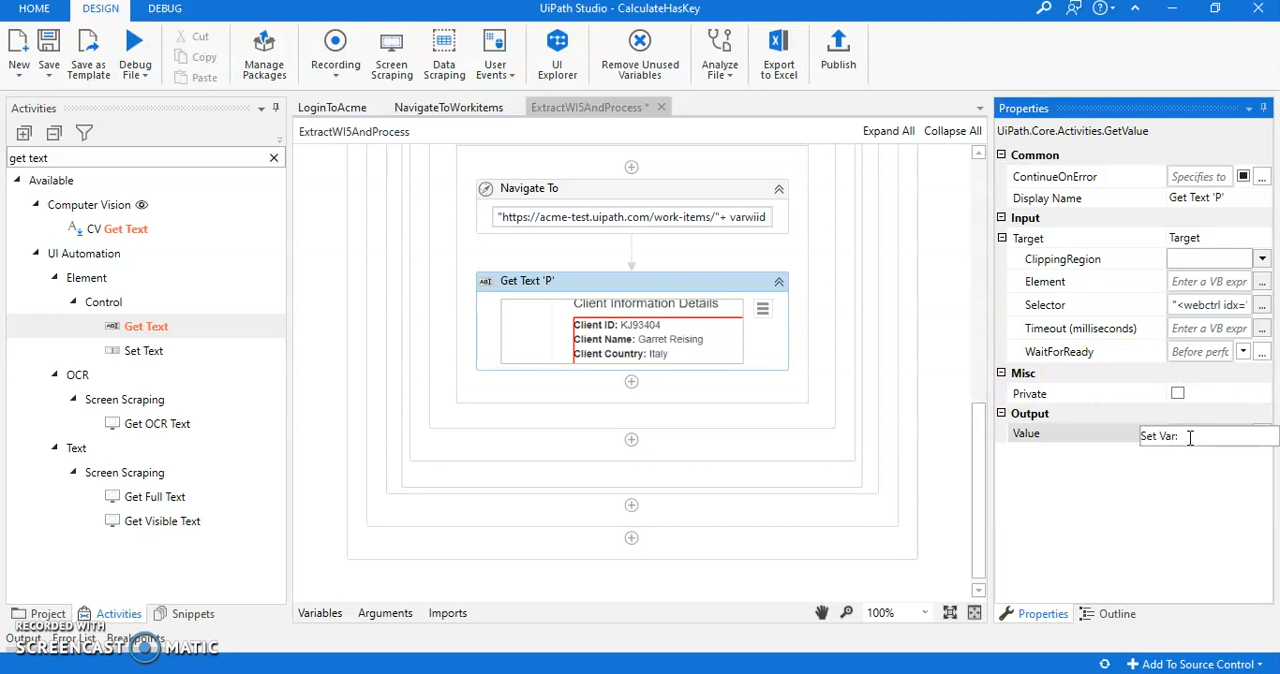 HOME DESIGN DEBUG
UiPath Studio - CalculateHasKey
New
Save
Save as Template
Debug File
Cut
Copy
Paste
Manage Packages
Recording
Screen Scraping
Data Scraping
User Events
UI Explorer
Remove Unused Variables
Analyze File
Export to Excel
Publish
Activities
get text
Available
Computer Vision
CV Get Text
UI Automation
Element
Control
Get Text
Set Text
OCR
Screen Scraping
Get OCR Text
Text
Screen Scraping
Get Full Text
Get Visible Text
Project Activities Snippets
LoginToAcme NavigateToWorkitems ExtractWI5AndProcess *
ExtractWI5AndProcess Expand All Collapse All
Navigate To
"https://acme-test.uipath.com/work-items/"+ varwiid
Get Text 'P'
Client Information Details
Client ID: KJ93404
Client Name: Garret Reising
Client Country: Italy
Variables Arguments Imports 100%
Properties
UiPath.Core.Activities.GetValue
Common
ContinueOnError Specifies to ...
Display Name Get Text 'P'
Input
Target Target
ClippingRegion
Element Enter a VB expr ...
Selector "<webctrl idx=' ...
Timeout (milliseconds) Enter a VB expr ...
WaitForReady Before perfc ...
Misc
Private
Output
Value Set Var:
Properties Outline
Output Error List Breakpoints
RECORDED WITH
SCREENCAST MATIC
Add To Source Control